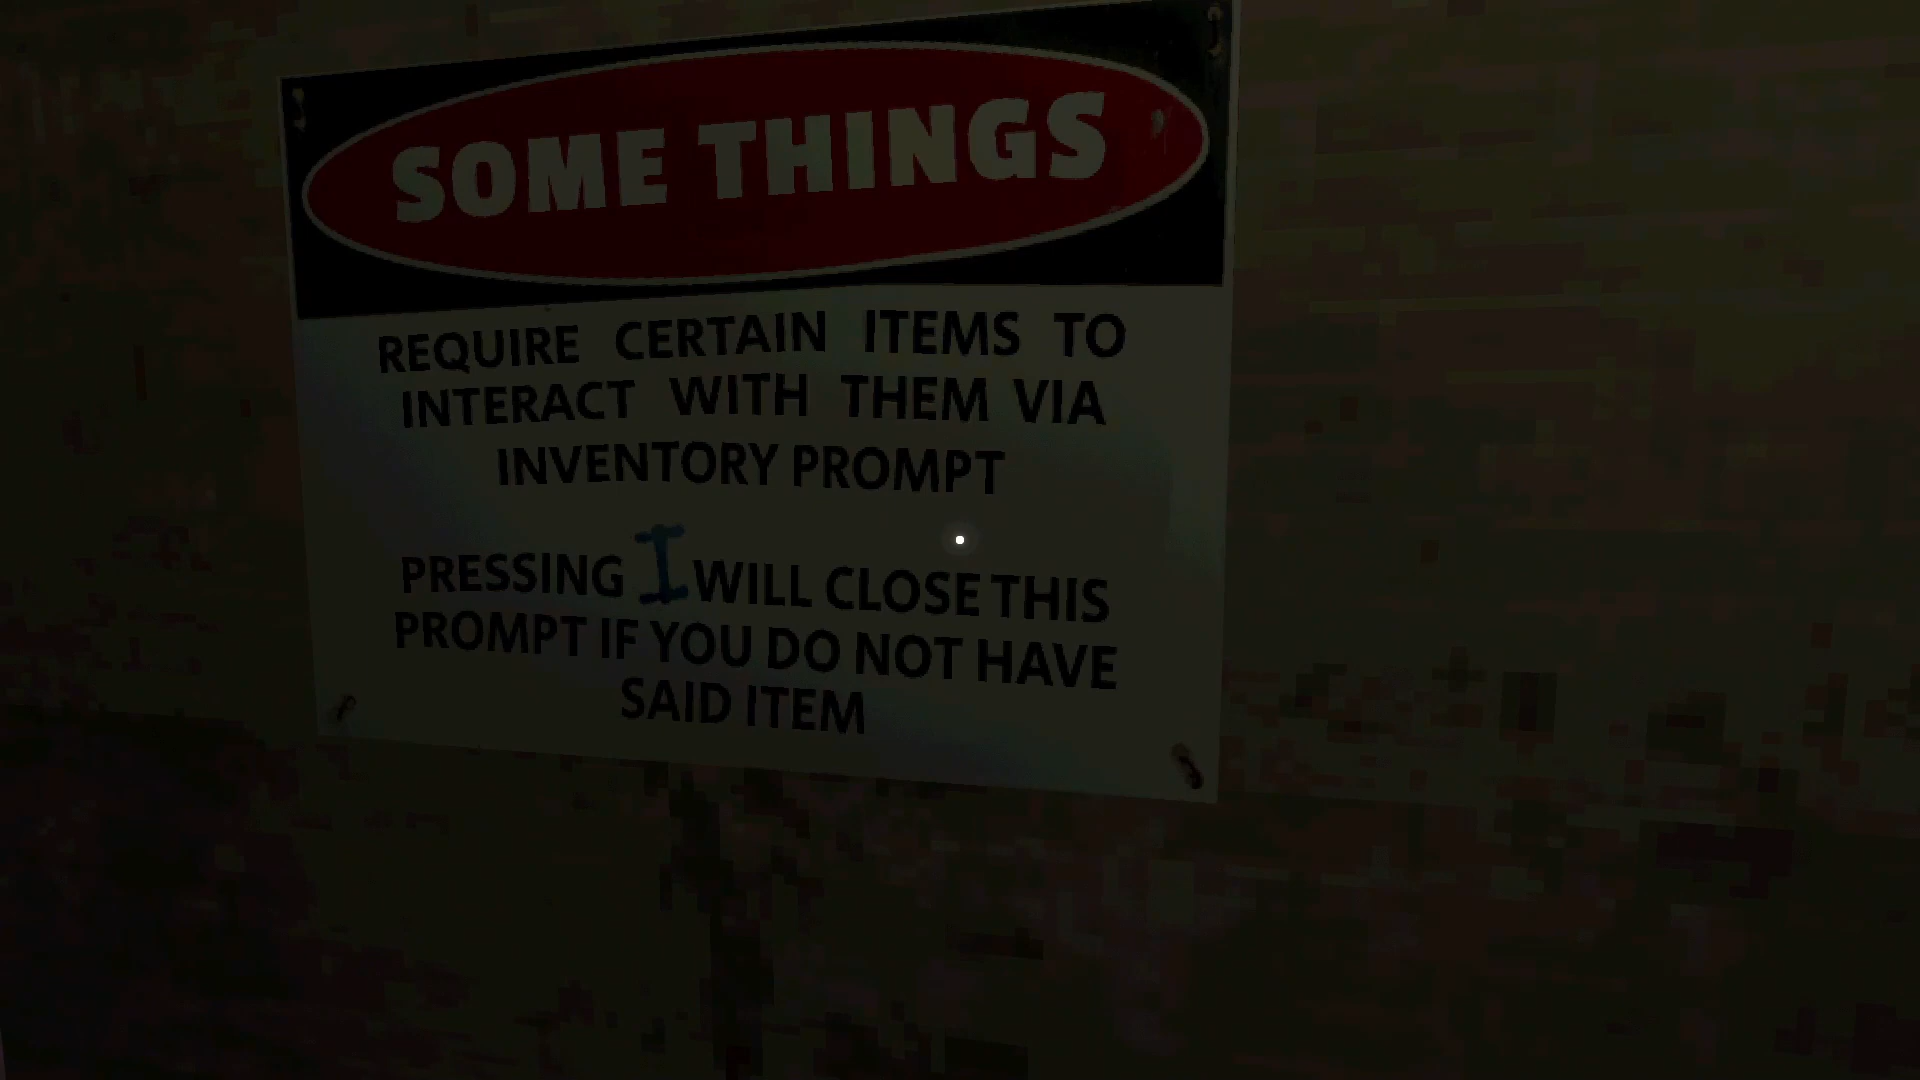 SOME THINGS
REQUIRE CERTAIN ITEMS TO
INTERACT WITH THEM VIA
INVENTORY PROMPT
PRESSING I WILL CLOSE THIS
PROMPT IF YOU DO NOT HAVE
SAID ITEM